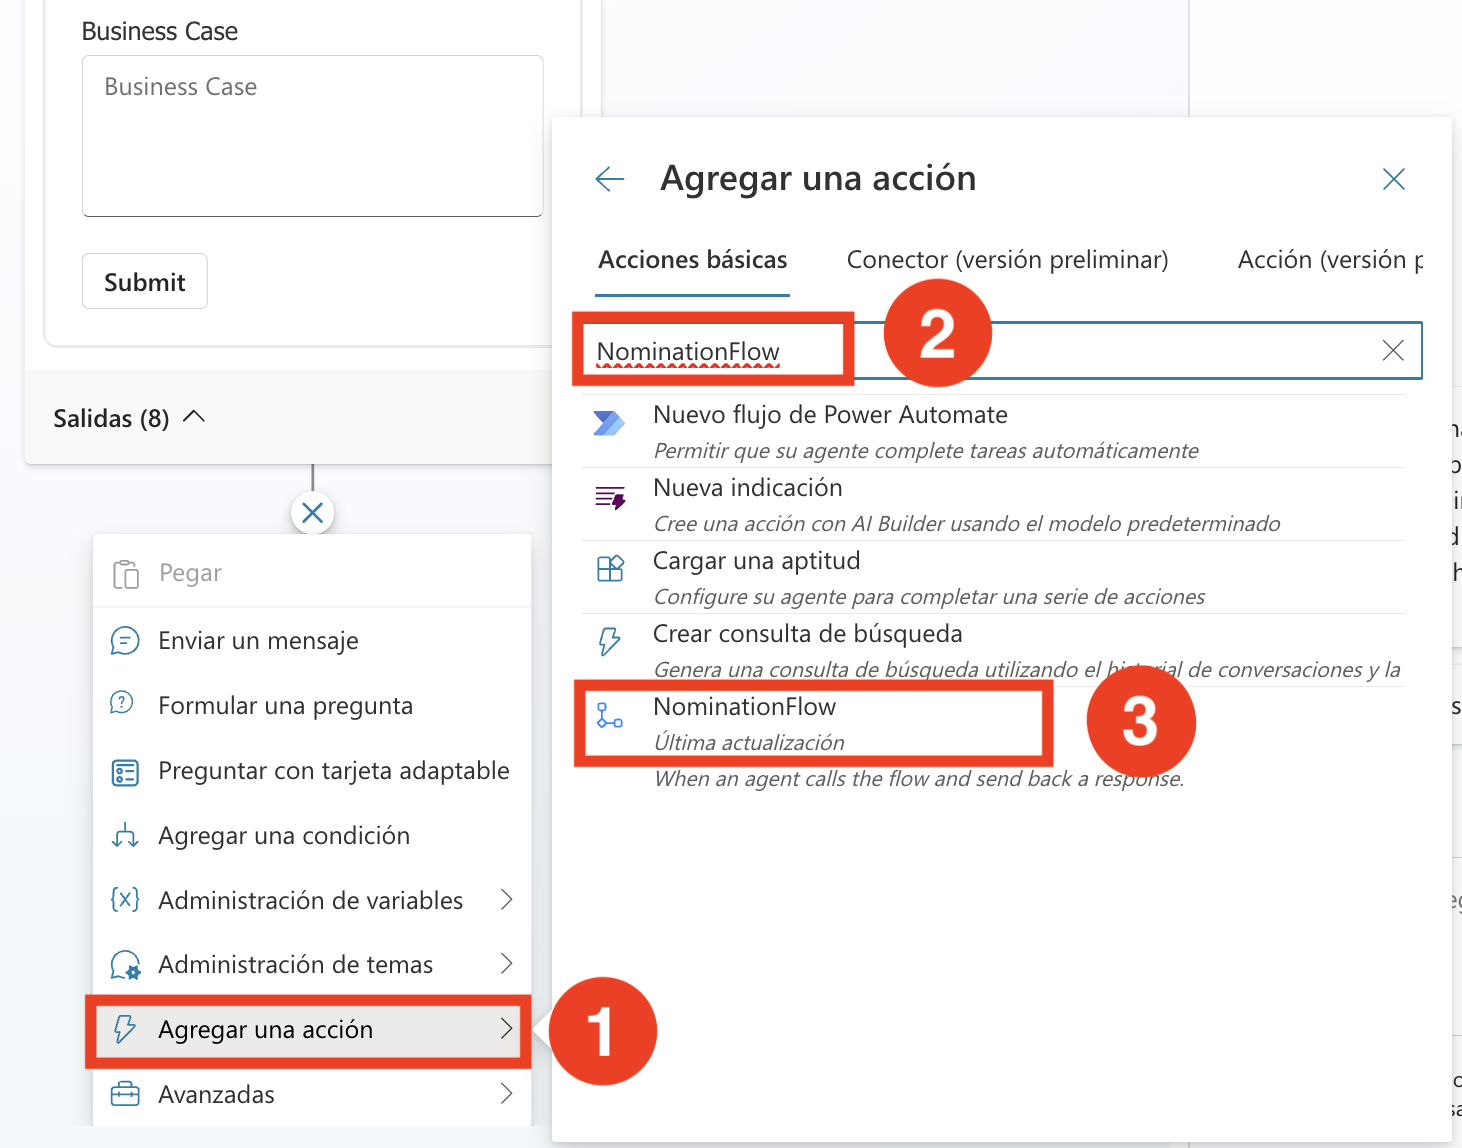 Business Case
Business Case
Submit
Salidas (8)
Pegar
Enviar un mensaje
Formular una pregunta
Preguntar con tarjeta adaptable
Agregar una condición
Administración de variables
Administración de temas
Agregar una acción
1
Avanzadas
Agregar una acción
Acciones básicas
Conector (versión preliminar)
Acción (versión p
NominationFlow
2
Nuevo flujo de Power Automate
Permitir que su agente complete tareas automáticamente
Nueva indicación
Cree una acción con AI Builder usando el modelo predeterminado
Cargar una aptitud
Configure su agente para completar una serie de acciones
Crear consulta de búsqueda
Genera una consulta de búsqueda utilizando el historial de conversaciones y la
NominationFlow
3
Última actualización
When an agent calls the flow and send back a response.